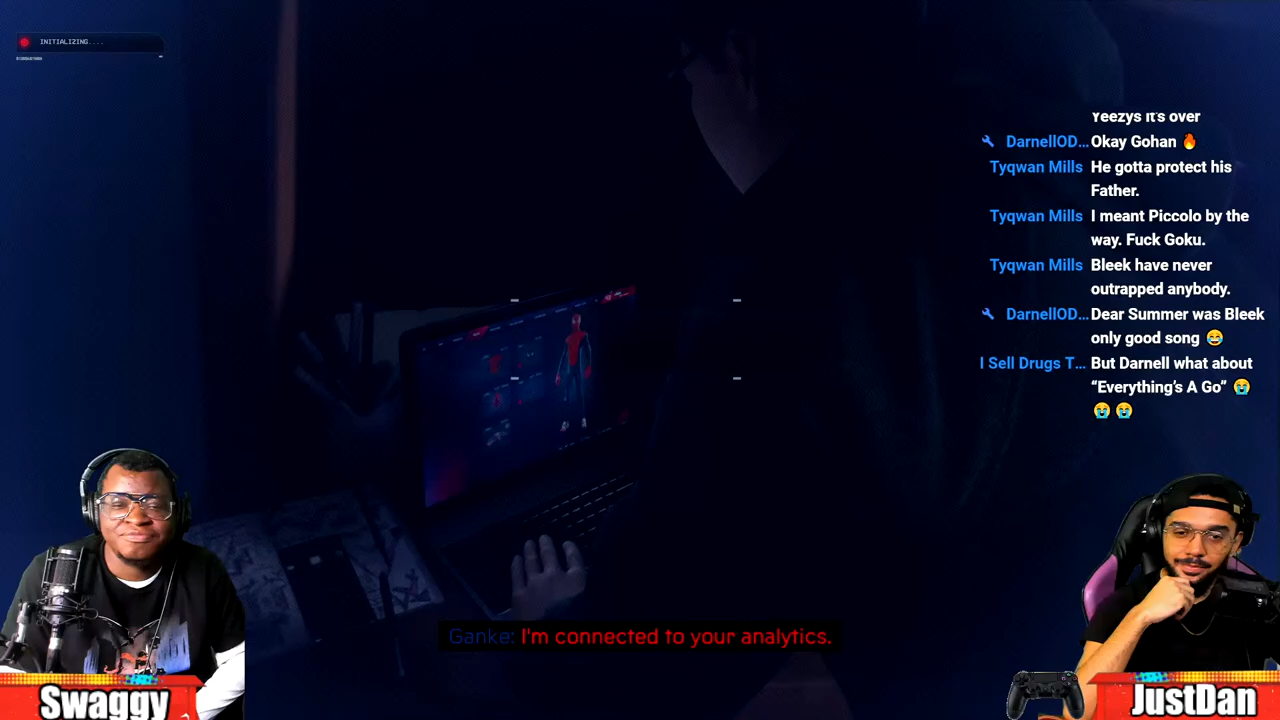 INITIALIZING....
Yeezys it's over
DarnellOD... Okay Gohan 🔥
Tyqwan Mills He gotta protect his
Father.
Tyqwan Mills I meant Piccolo by the
way. Fuck Goku.
Tyqwan Mills Bleek have never
outrapped anybody.
DarnellOD... Dear Summer was Bleek
only good song 😂
I Sell Drugs T... But Darnell what about
“Everything's A Go” 😭
😭 😭
Ganke: I'm connected to your analytics.
Swaggy
JustDan